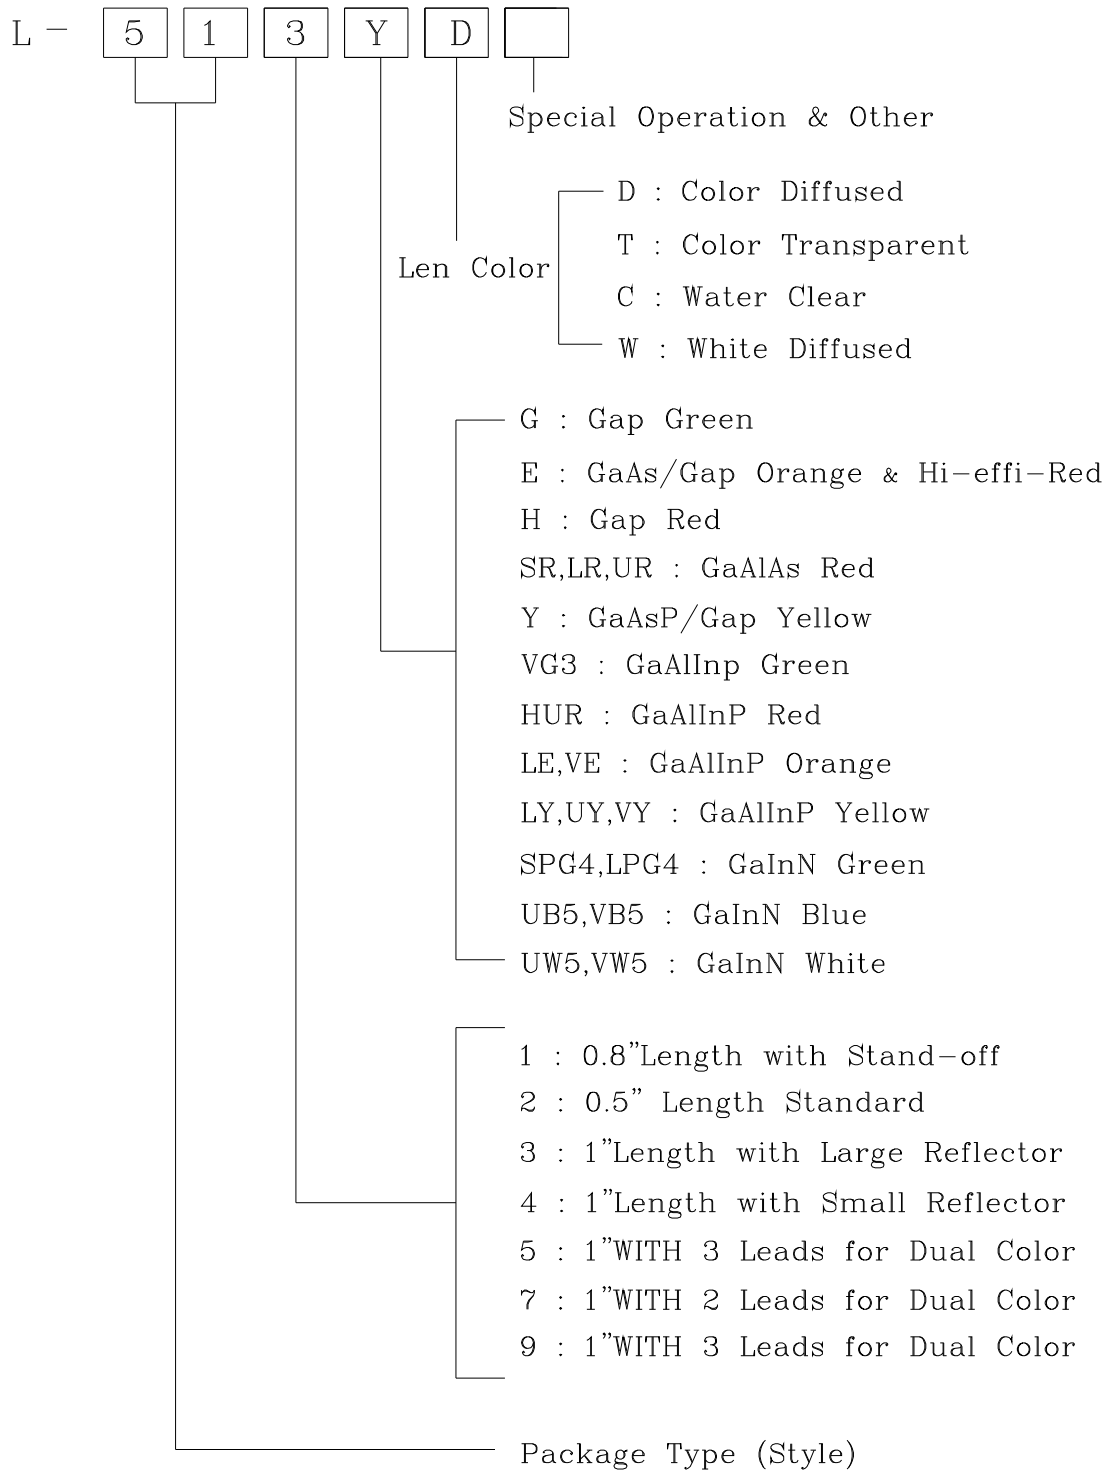 L- 5 1 3 Y D
Special Operation & Other
D : Color Diffused
T : Color Transparent
Len Color
C : Water Clear
W : White Diffused
G : Gap Green
E : GaAs/Gap Orange & Hi-effi-Red
H : Gap Red
SR,LR,UR : GaAlAs Red
Y : GaAsP/Gap Yellow
VG3 : GaAlInp Green
HUR : GaAlInP Red
LE,VE : GaAlInP Orange
LY,UY,VY : GaAlInP Yellow
SPG4,LPG4 : GaInN Green
UB5,VB5 : GaInN Blue
UW5,VW5 : GaInN White
1 : 0.8"Length with Stand-off
2 : 0.5" Length Standard
3 : 1"Length with Large Reflector
4 : 1"Length with Small Reflector
5 : 1"WITH 3 Leads for Dual Color
7 : 1"WITH 2 Leads for Dual Color
9 : 1"WITH 3 Leads for Dual Color
Package Type (Style)